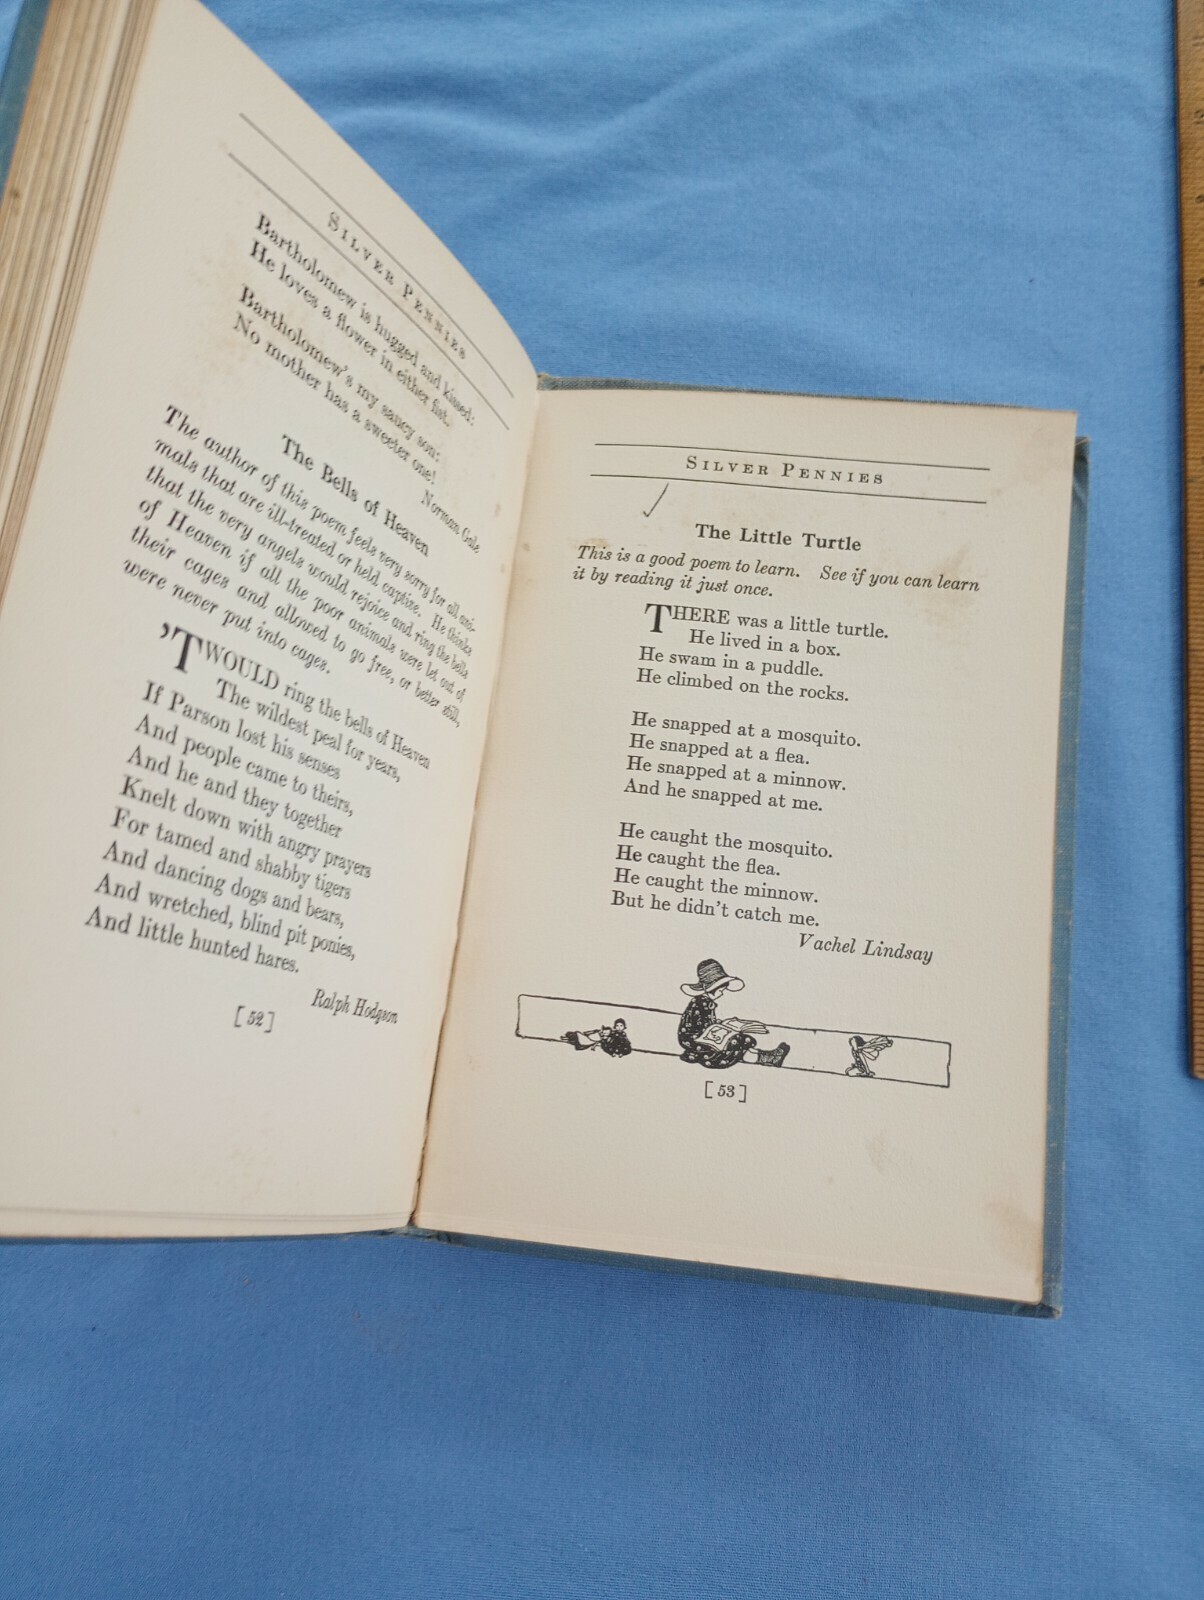 SILVER PENNIES
Bartholomew is hugged and kissed:
He loves a flower in either fist.
Bartholomew's my saucy son:
No mother has a sweeter one!
Norman Gale
The Bells of Heaven
The author of this poem feels very sorry for all ani-
mals that are ill-treated or held captive. He thinks
that the very angels would rejoice and ring the bells
of Heaven if all the poor animals were let out of
their cages and allowed to go free, or better still,
were never put into cages.
'TWOULD ring the bells of Heaven
The wildest peal for years,
If Parson lost his senses
And people came to theirs,
And he and they together
Knelt down with angry prayers
For tamed and shabby tigers
And dancing dogs and bears,
And wretched, blind pit ponies,
And little hunted hares.
Ralph Hodgson
[52]
SILVER PENNIES
The Little Turtle
This is a good poem to learn. See if you can learn
it by reading it just once.
THERE was a little turtle.
He lived in a box.
He swam in a puddle.
He climbed on the rocks.
He snapped at a mosquito.
He snapped at a flea.
He snapped at a minnow.
And he snapped at me.
He caught the mosquito.
He caught the flea.
He caught the minnow.
But he didn't catch me.
Vachel Lindsay
[53]